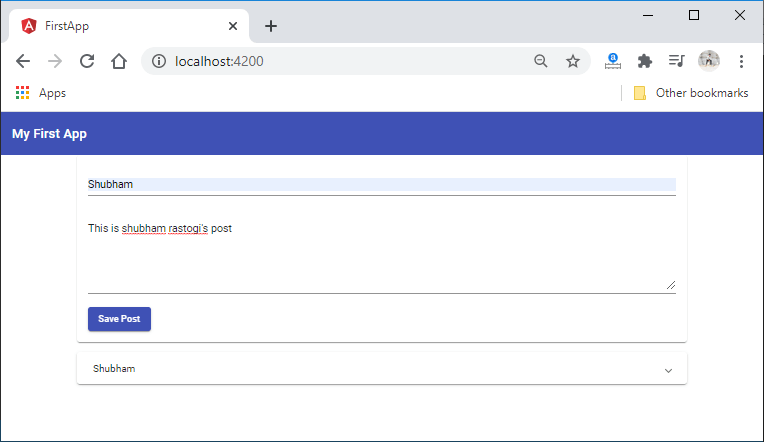 FirstApp
localhost:4200
Apps
Other bookmarks
My First App
Shubham
This is shubham rastogi's post
Save Post
Shubham